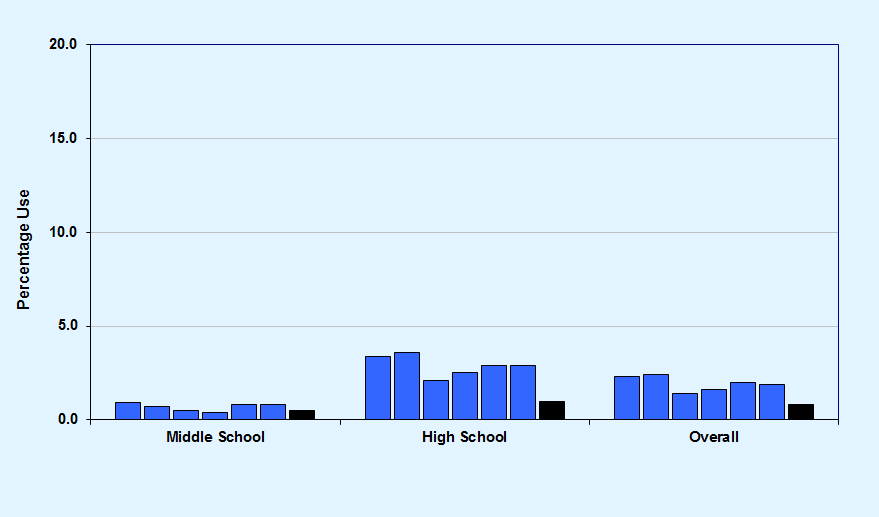 20.0
15.0
10.0
5.0
0.0
Percentage Use
Middle School
High School
Overall